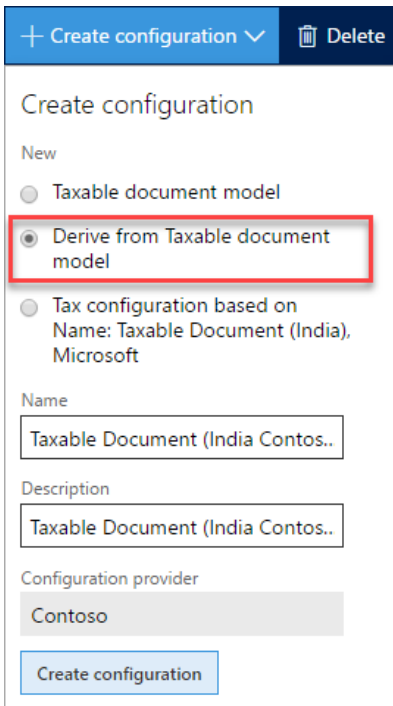 Create configuration Delete
Create configuration
New
Taxable document model
Derive from Taxable document
model
Tax configuration based on
Name: Taxable Document (India),
Microsoft
Name
Taxable Document (India Contos..
Description
Taxable Document (India Contos..
Configuration provider
Contoso
Create configuration